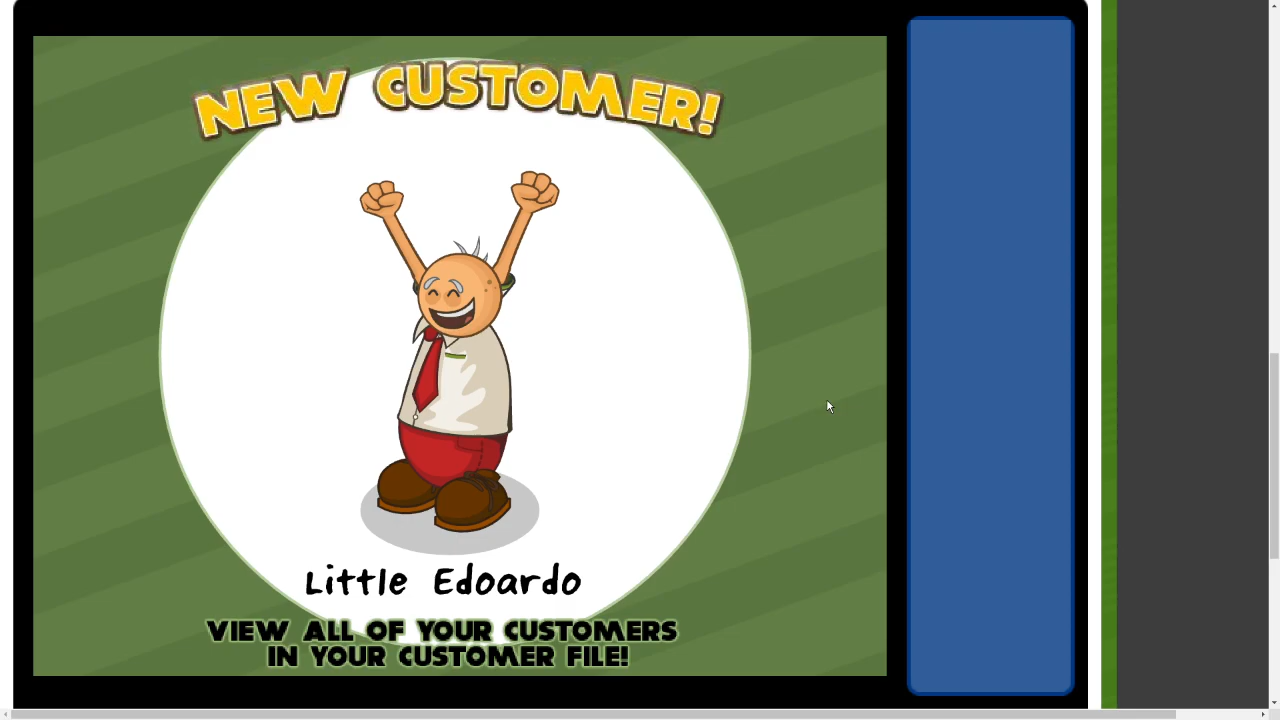 NEW CUSTOMER!
Little Edoardo
VIEW ALL OF YOUR CUSTOMERS
IN YOUR CUSTOMER FILE!